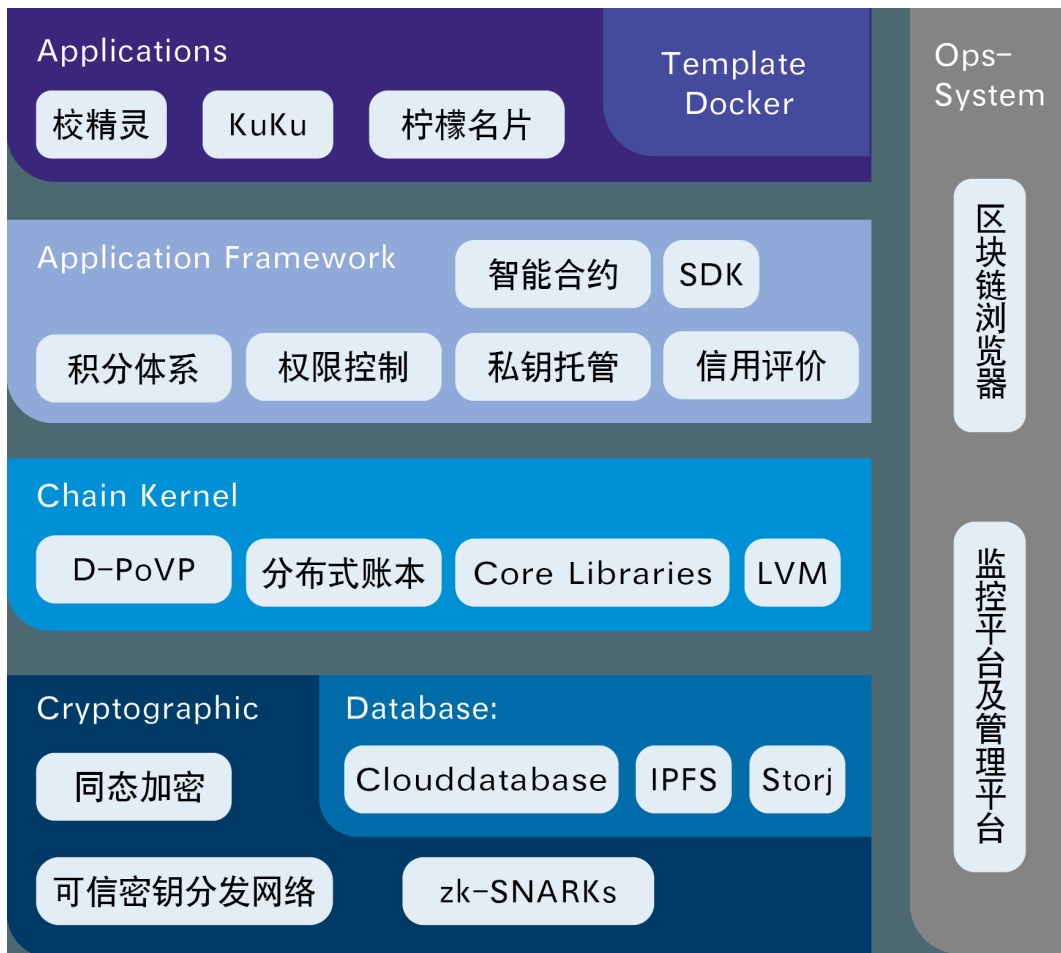 Applications
校精灵
KuKu
柠檬名片
Template
Docker
Application Framework
智能合约
SDK
积分体系
权限控制
私钥托管
信用评价
Chain Kernel
D-PoVP
分布式账本
Core Libraries
LVM
Cryptographic
同态加密
可信密钥分发网络
zk-SNARKs
Database:
Clouddatabase
IPFS
Storj
Ops-
System
区块链浏览器
监控平台及管理平台